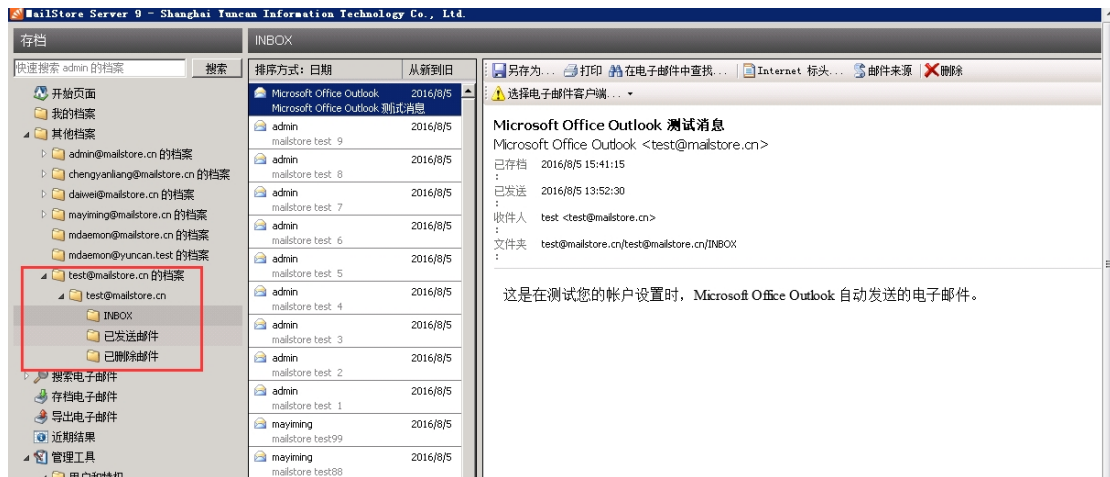 MailStore Server 9 - Shanghai Yuncan Information Technology Co., Ltd.
存档
快速搜索 admin 的档案
搜索
开始页面
我的档案
其他档案
admin@mailstore.cn 的档案
chengyanliang@mailstore.cn 的档案
daiwei@mailstore.cn 的档案
mayiming@mailstore.cn 的档案
mdaemon@mailstore.cn 的档案
mdaemon@yuncan.test 的档案
test@mailstore.cn 的档案
test@mailstore.cn
INBOX
已发送邮件
已删除邮件
搜索电子邮件
存档电子邮件
导出电子邮件
近期结果
管理工具
用户和特权
INBOX
排序方式：日期 从新到旧
Microsoft Office Outlook 2016/8/5
Microsoft Office Outlook 测试消息
admin 2016/8/5
mailstore test 9
admin 2016/8/5
mailstore test 8
admin 2016/8/5
mailstore test 7
admin 2016/8/5
mailstore test 6
admin 2016/8/5
mailstore test 5
admin 2016/8/5
mailstore test 4
admin 2016/8/5
mailstore test 3
admin 2016/8/5
mailstore test 2
admin 2016/8/5
mailstore test 1
mayiming 2016/8/5
mailstore test99
mayiming 2016/8/5
mailstore test88
另存为... 打印 在电子邮件中查找... Internet 标头... 邮件来源 删除
选择电子邮件客户端...
Microsoft Office Outlook 测试消息
Microsoft Office Outlook <test@mailstore.cn>
已存档: 2016/8/5 15:41:15
已发送: 2016/8/5 13:52:30
收件人: test <test@mailstore.cn>
文件夹: test@mailstore.cn/test@mailstore.cn/INBOX
这是在测试您的帐户设置时，Microsoft Office Outlook 自动发送的电子邮件。